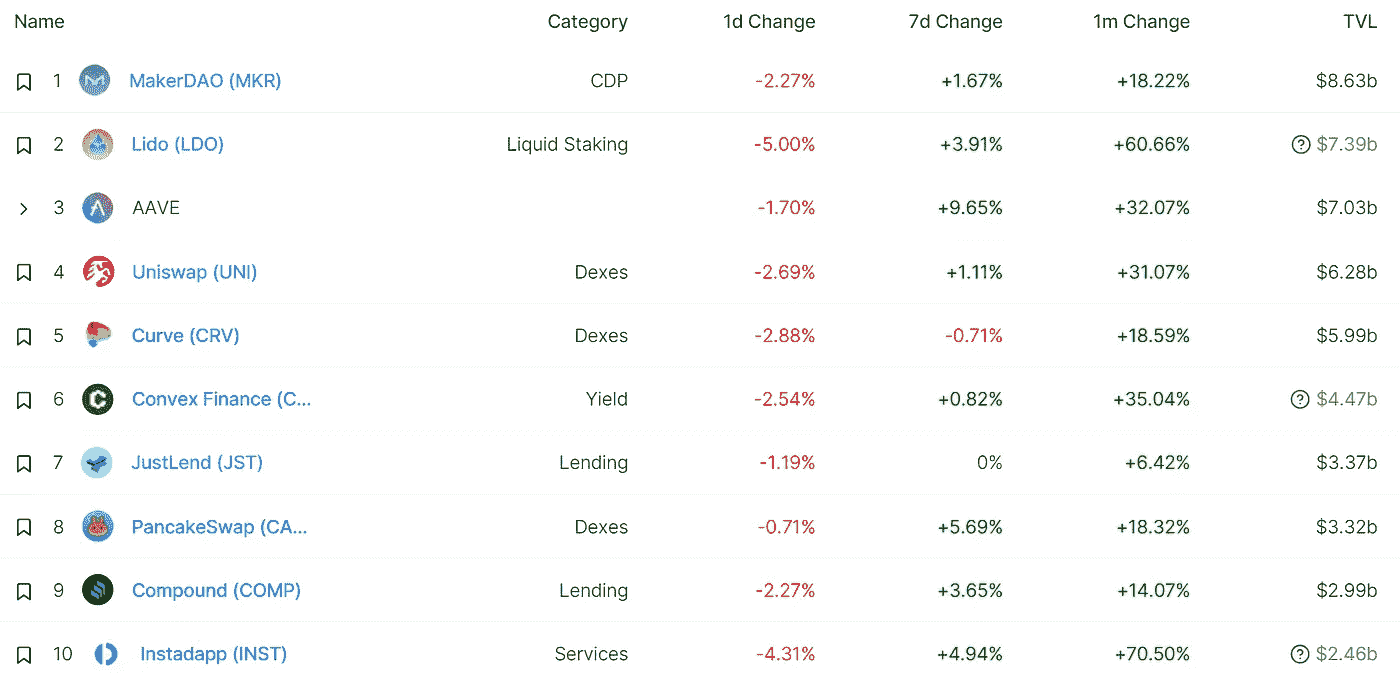 Name Category 1d Change 7d Change 1m Change TVL
1 MakerDAO (MKR) CDP -2.27% +1.67% +18.22% $8.63b
2 Lido (LDO) Liquid Staking -5.00% +3.91% +60.66% ? $7.39b
3 AAVE -1.70% +9.65% +32.07% $7.03b
4 Uniswap (UNI) Dexes -2.69% +1.11% +31.07% $6.28b
5 Curve (CRV) Dexes -2.88% -0.71% +18.59% $5.99b
6 Convex Finance (C... Yield -2.54% +0.82% +35.04% ? $4.47b
7 JustLend (JST) Lending -1.19% 0% +6.42% $3.37b
8 PancakeSwap (CA... Dexes -0.71% +5.69% +18.32% $3.32b
9 Compound (COMP) Lending -2.27% +3.65% +14.07% $2.99b
10 Instadapp (INST) Services -4.31% +4.94% +70.50% ? $2.46b